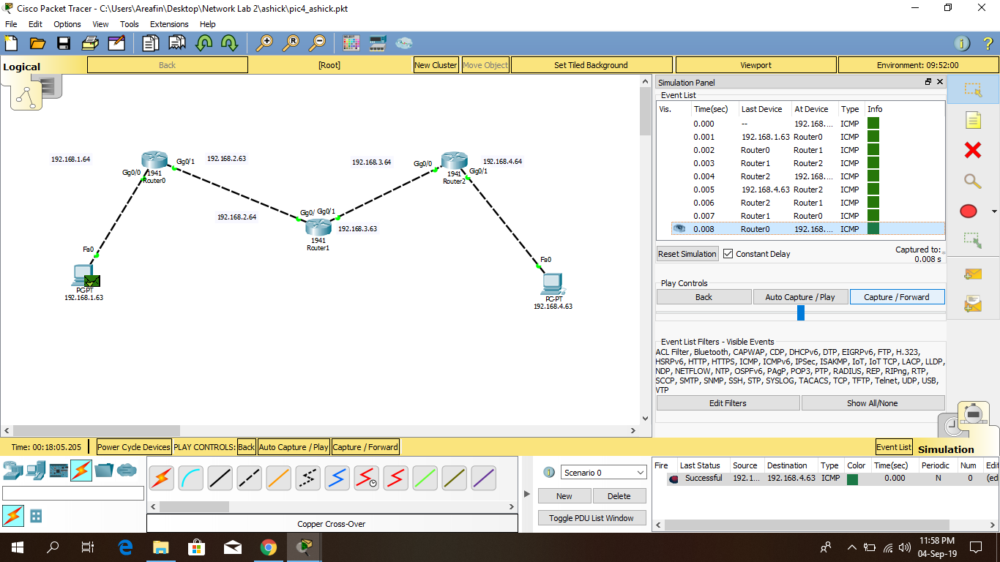 Cisco Packet Tracer - C:\Users\Areafin\Desktop\Network Lab 2\ashick\pic4_ashick.pkt
File Edit Options View Tools Extensions Help
Logical Back [Root] New Cluster Move Object Set Tiled Background Viewport Environment: 09:52:00
192.168.1.64
Gg0/0
1941
Router0
Gg0/1
192.168.2.63
192.168.3.64
Gg0/0
1941
Router2
Gg0/1
192.168.4.64
192.168.2.64
Gg0/ Gg0/1
192.168.3.63
1941
Router1
Fa0
PC-PT
192.168.1.63
Fa0
PC-PT
192.168.4.63
Simulation Panel
Event List
Vis. Time(sec) Last Device At Device Type Info
0.000 -- 192.168.... ICMP
0.001 192.168.1.63 Router0 ICMP
0.002 Router0 Router1 ICMP
0.003 Router1 Router2 ICMP
0.004 Router2 192.168.... ICMP
0.005 192.168.4.63 Router2 ICMP
0.006 Router2 Router1 ICMP
0.007 Router1 Router0 ICMP
0.008 Router0 192.168.... ICMP
Reset Simulation Constant Delay Captured to:
0.008 s
Play Controls
Back Auto Capture / Play Capture / Forward
Event List Filters - Visible Events
ACL Filter, Bluetooth, CAPWAP, CDP, DHCPv6, DTP, EIGRPv6, FTP, H.323,
HSRPv6, HTTP, HTTPS, ICMP, ICMPv6, IPSec, ISAKMP, IoT, IoT TCP, LACP, LLDP,
NDP, NETFLOW, NTP, OSPFv6, PAgP, POP3, PTP, RADIUS, REP, RIPng, RTP,
SCCP, SMTP, SNMP, SSH, STP, SYSLOG, TACACS, TCP, TFTP, Telnet, UDP, USB,
VTP
Edit Filters Show All/None
Time: 00:18:05.205 Power Cycle Devices PLAY CONTROLS: Back Auto Capture / Play Capture / Forward Event List Simulation
Copper Cross-Over
Scenario 0
New Delete
Toggle PDU List Window
Fire Last Status Source Destination Type Color Time(sec) Periodic Num Edit
Successful 192.1... 192.168.4.63 ICMP 0.000 N 0 (ed
11:58 PM
04-Sep-19